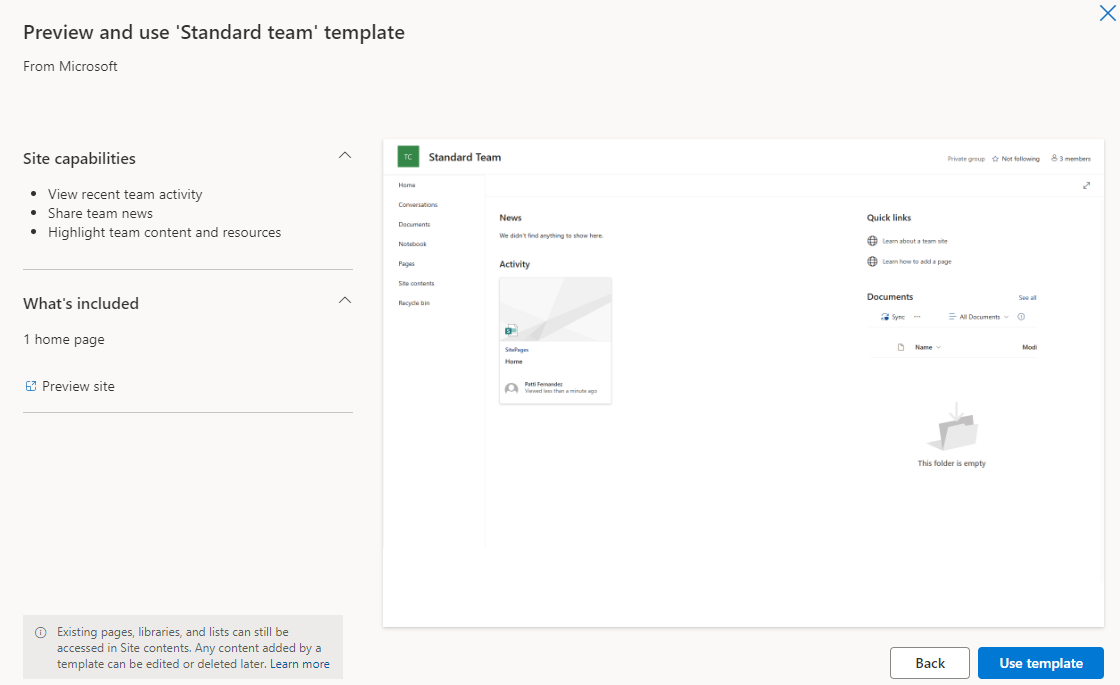 Preview and use 'Standard team' template
From Microsoft
Site capabilities
View recent team activity
Share team news
Highlight team content and resources
What's included
1 home page
Preview site
Existing pages, libraries, and lists can still be
accessed in Site contents. Any content added by a
template can be edited or deleted later. Learn more
TC
Standard Team
Private group
Not following
3 members
Home
Conversations
Documents
Notebook
Pages
Site contents
Recycle bin
News
We didn't find anything to show here.
Activity
SitePages
Home
Patti Fernandez
Viewed less than a minute ago
Quick links
Learn about a team site
Learn how to add a page
Documents
See all
Sync
All Documents
Name
Modi
This folder is empty
Back
Use template